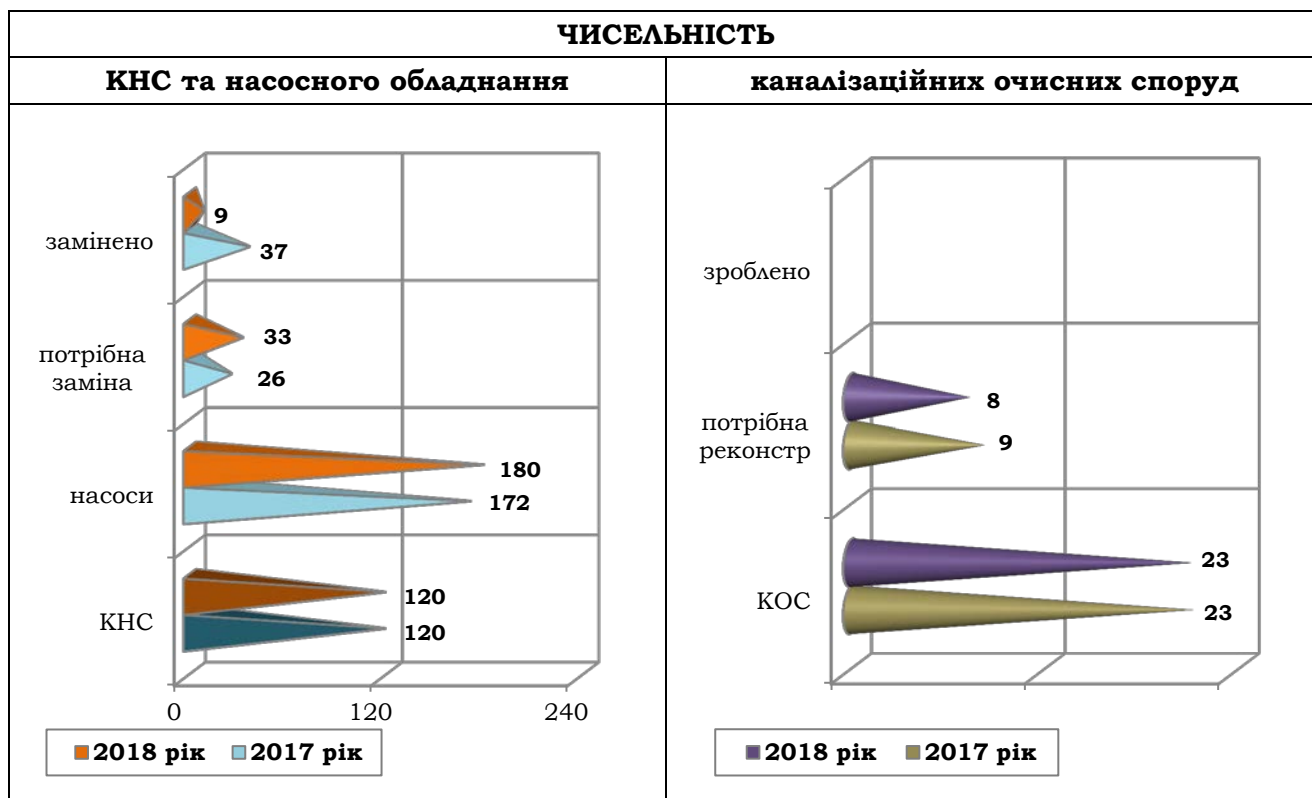 ЧИСЕЛЬНІСТЬ
КНС та насосного обладнання
каналізаційних очисних споруд
замінено
9
37
потрібна
заміна
33
26
насоси
180
172
КНС
120
120
0
120
240
2018 рік
2017 рік
зроблено
потрібна
реконстр
8
9
КОС
23
23
2018 рік
2017 рік